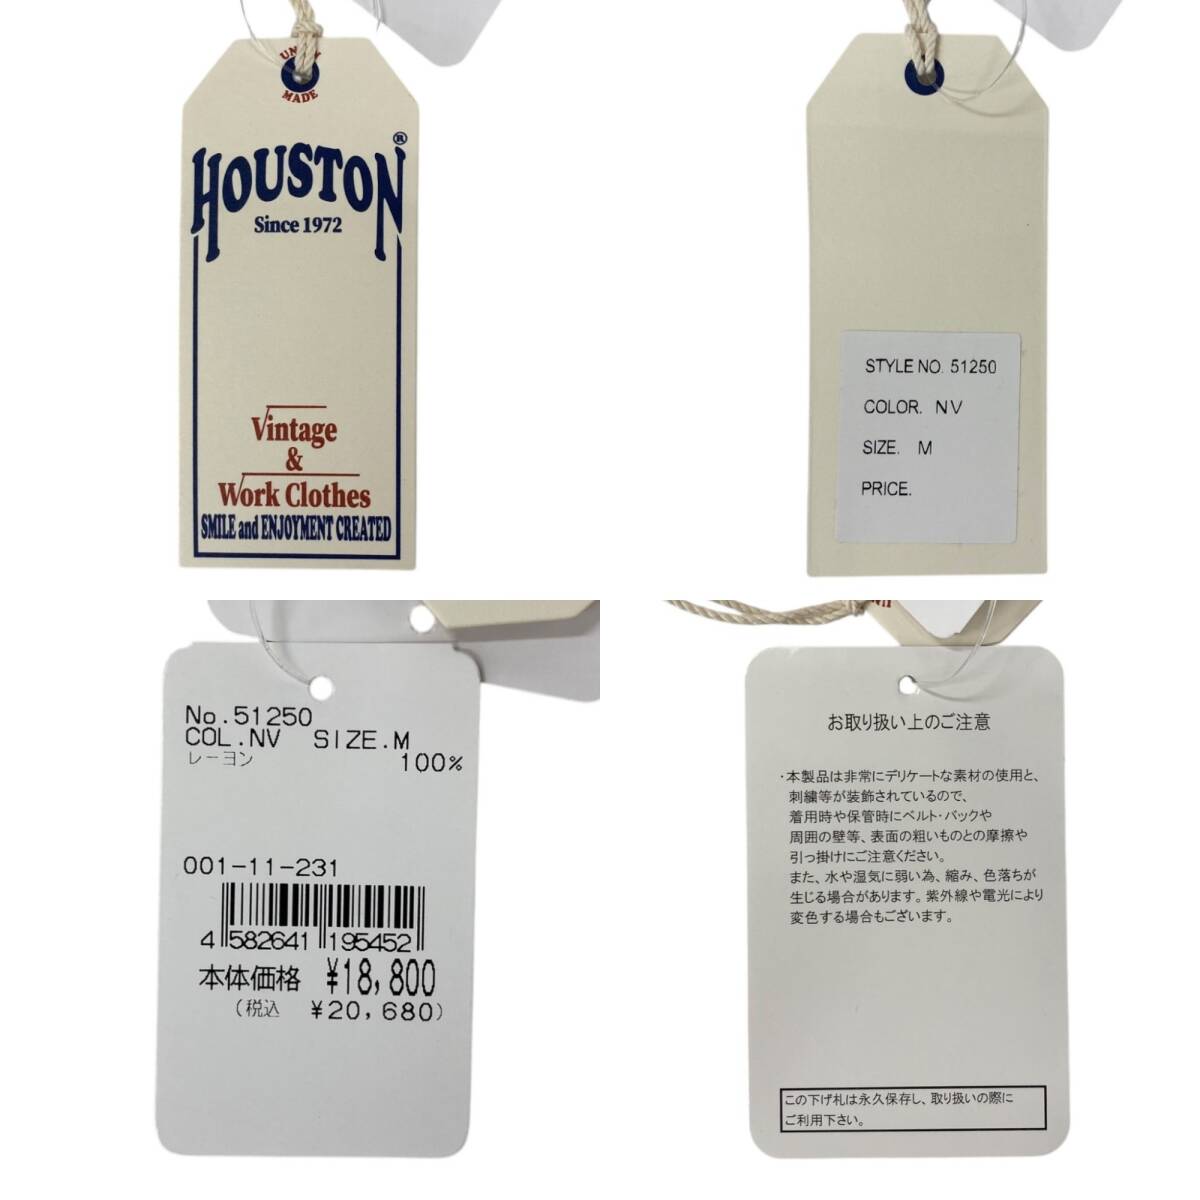 MADE
HOUSTON®
Since 1972
Vintage
&
Work Clothes
SMILE and ENJOYMENT CREATED
STYLE NO. 51250
COLOR. NV
SIZE. M
PRICE.
No.51250
COL.NV SIZE.M
レーヨン 100%
001-11-231
4 582641 195452
本体価格 ¥18,800
(税込 ¥20,680)
お取り扱い上のご注意
・本製品は非常にデリケートな素材の使用と、
刺繍等が装飾されているので、
着用時や保管時にベルト・バックや
周囲の壁等、表面の粗いものとの摩擦や
引っ掛けにご注意ください。
また、水や湿気に弱い為、縮み、色落ちが
生じる場合があります。紫外線や電光により
変色する場合もございます。
この下げ札は永久保存し、取り扱いの際に
ご利用下さい。